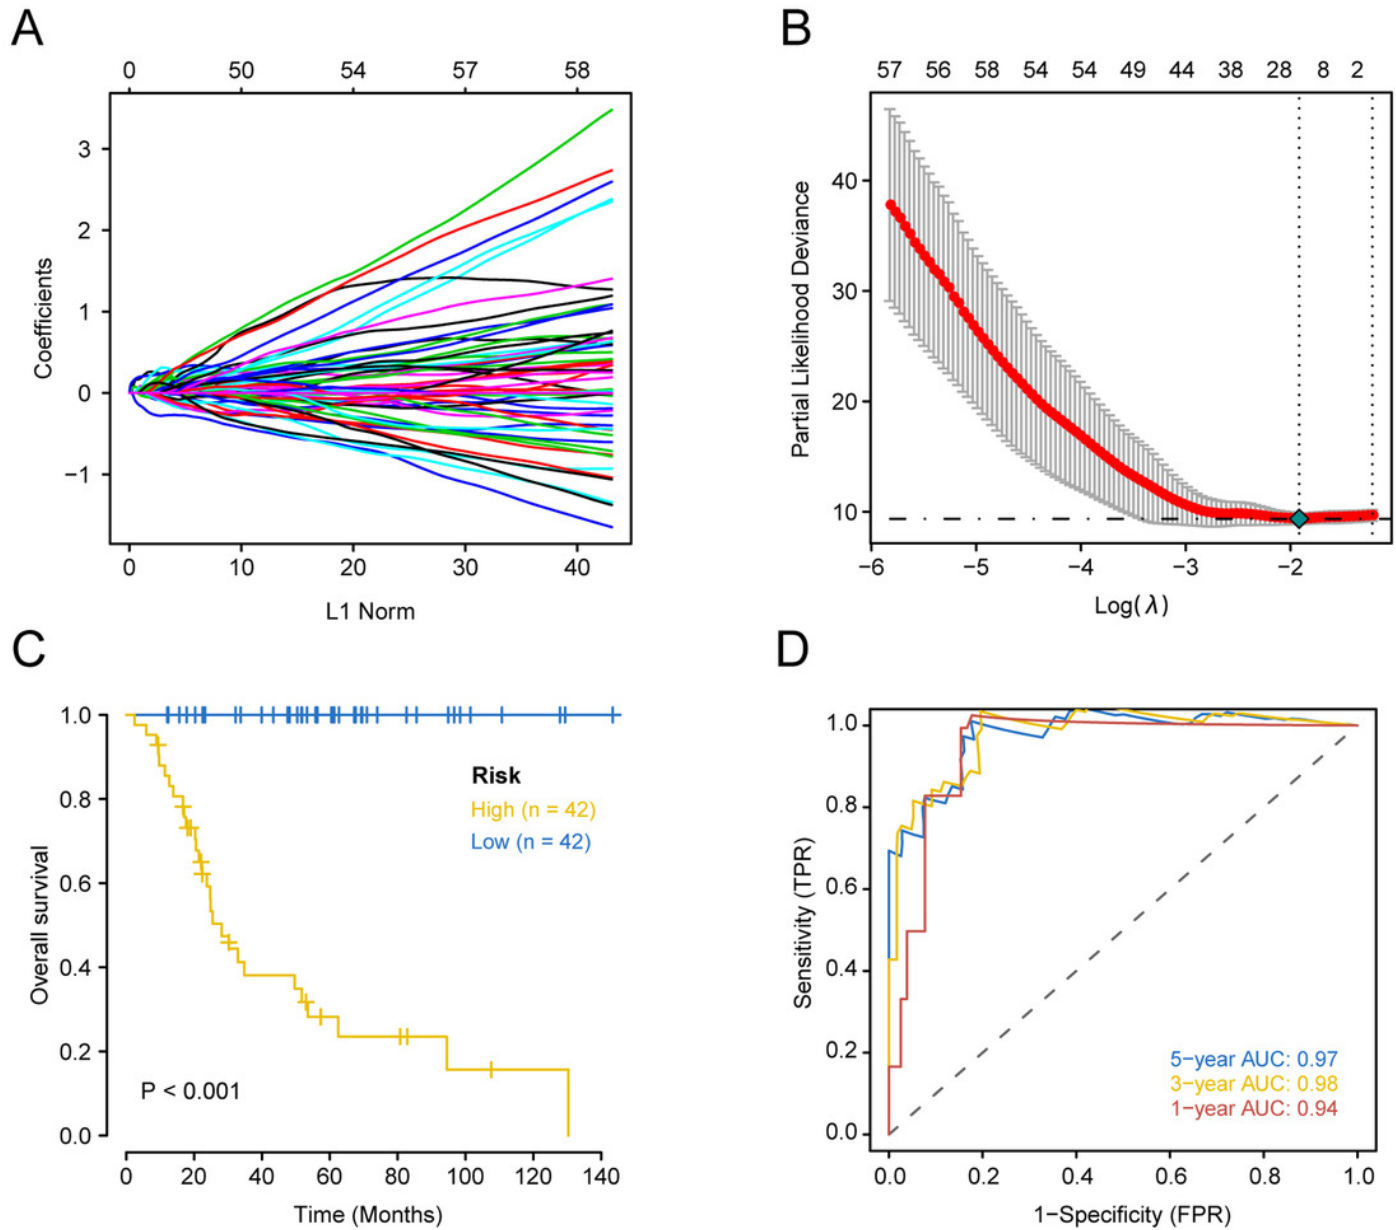 A
0 50 54 57 58
3
2
1
0
−1
Coefficients
0 10 20 30 40
L1 Norm
B
57 56 58 54 54 49 44 38 28 8 2
40
30
20
10
Partial Likelihood Deviance
−6 −5 −4 −3 −2
Log(λ)
C
1.0
0.8
0.6
0.4
0.2
0.0
Overall survival
Risk
High (n = 42)
Low (n = 42)
P < 0.001
0 20 40 60 80 100 120 140
Time (Months)
D
1.0
0.8
0.6
0.4
0.2
0.0
Sensitivity (TPR)
5−year AUC: 0.97
3−year AUC: 0.98
1−year AUC: 0.94
0.0 0.2 0.4 0.6 0.8 1.0
1−Specificity (FPR)